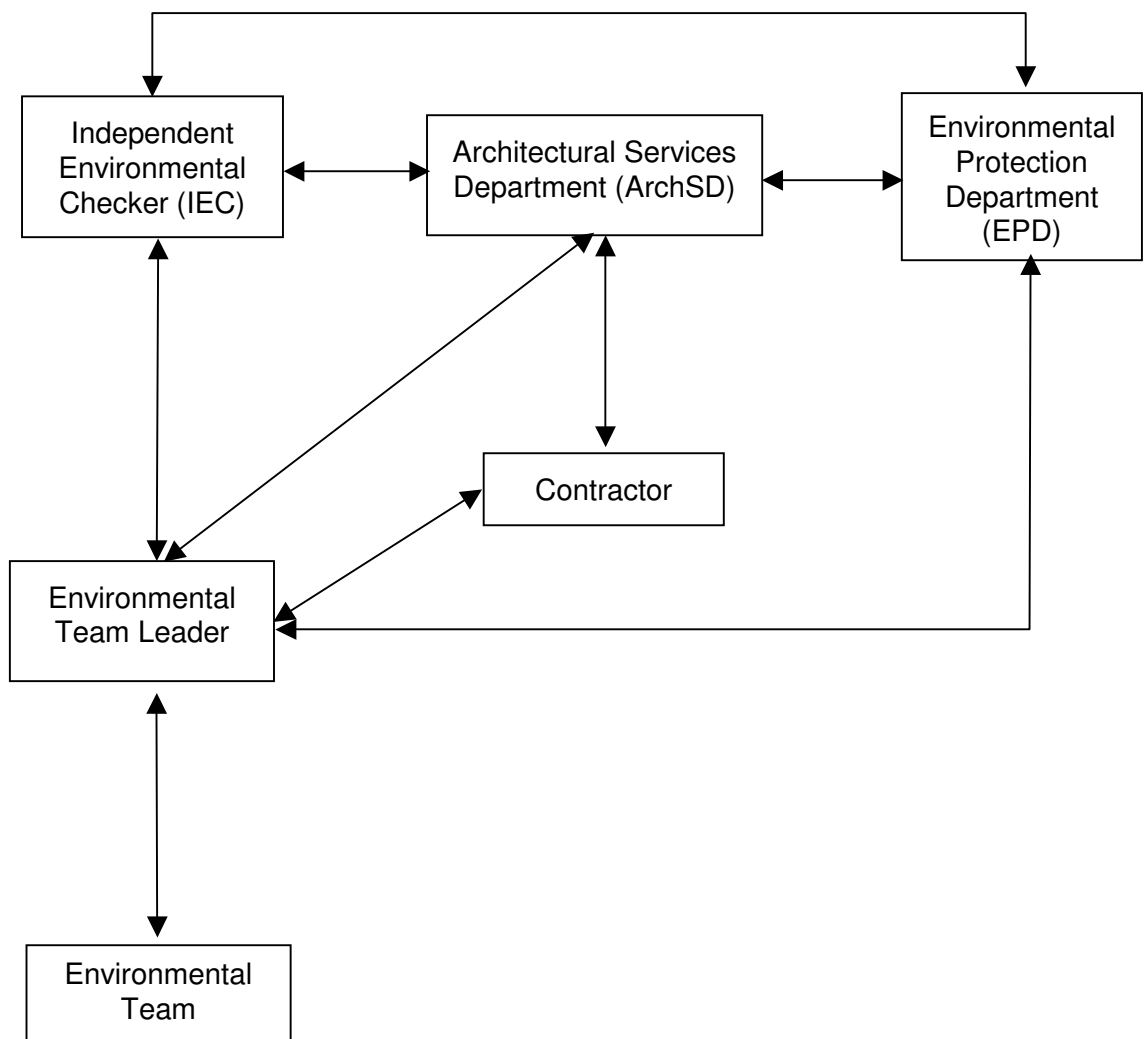 Independent
Environmental
Checker (IEC)
Architectural Services
Department (ArchSD)
Environmental
Protection
Department
(EPD)
Contractor
Environmental
Team Leader
Environmental
Team